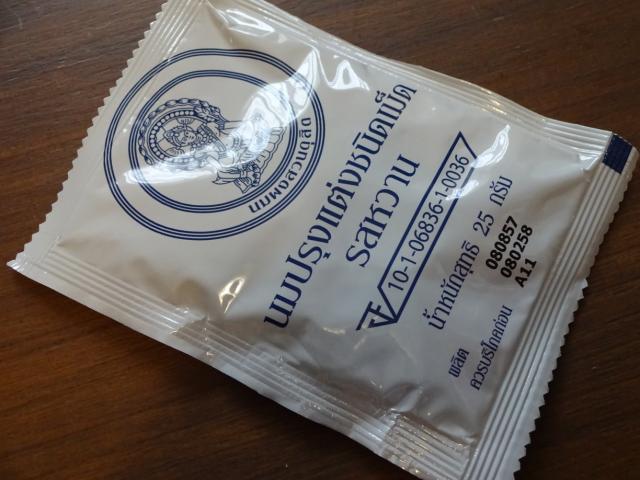 นมผงสวนดุสิต
นมปรุงแต่งชนิดเม็ด
รสหวาน
10-1-06836-1-0036
น้ำหนักสุทธิ 25 กรัม
ผลิต 080857
ควรบริโภคก่อน 080258
A11